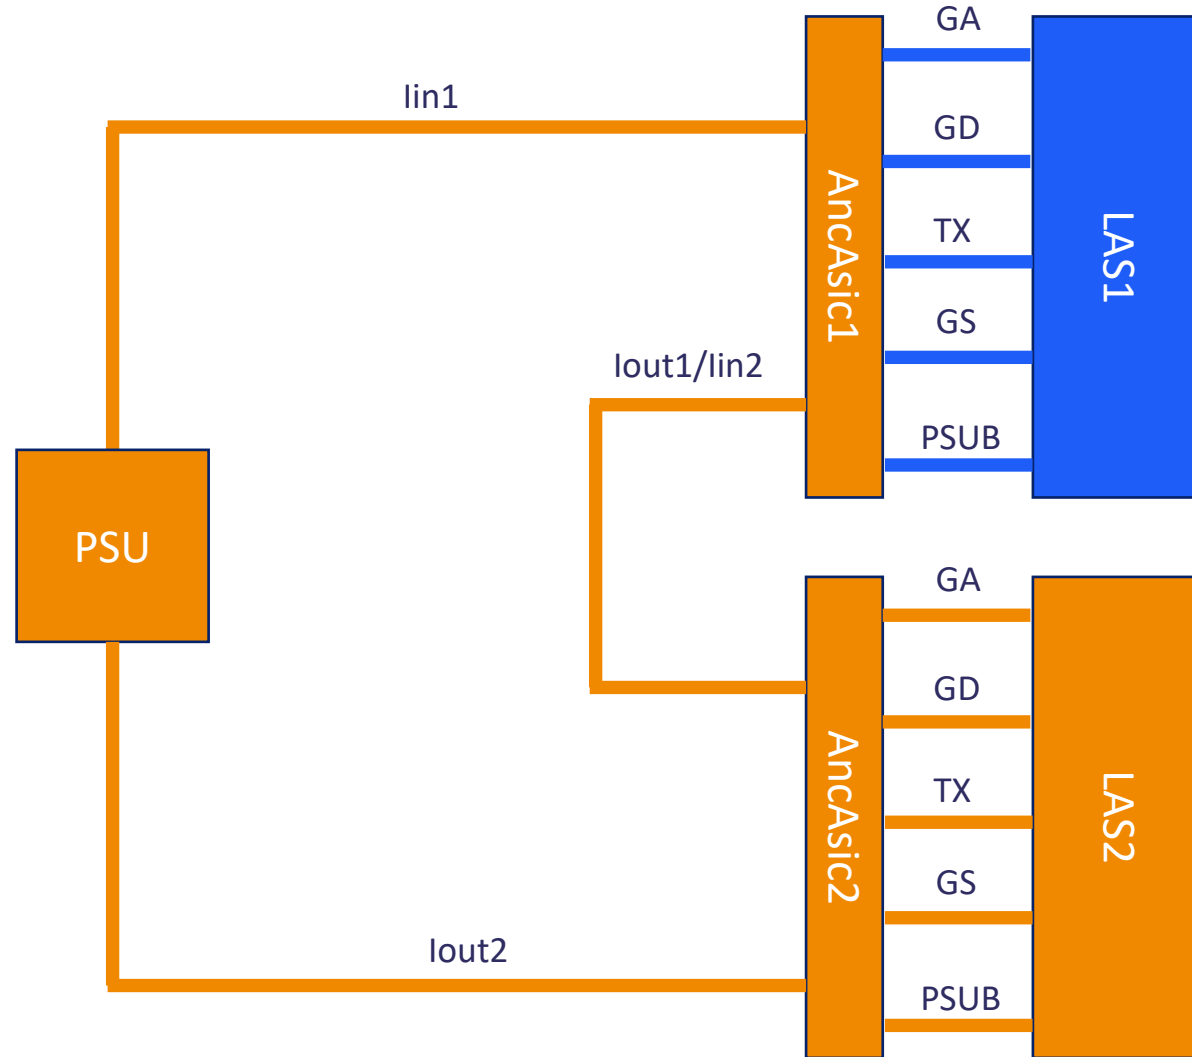 GA
Iin1
GD
TX
AncAsic1
LAS1
GS
Iout1/Iin2
PSUB
PSU
GA
GD
TX
AncAsic2
LAS2
GS
Iout2
PSUB